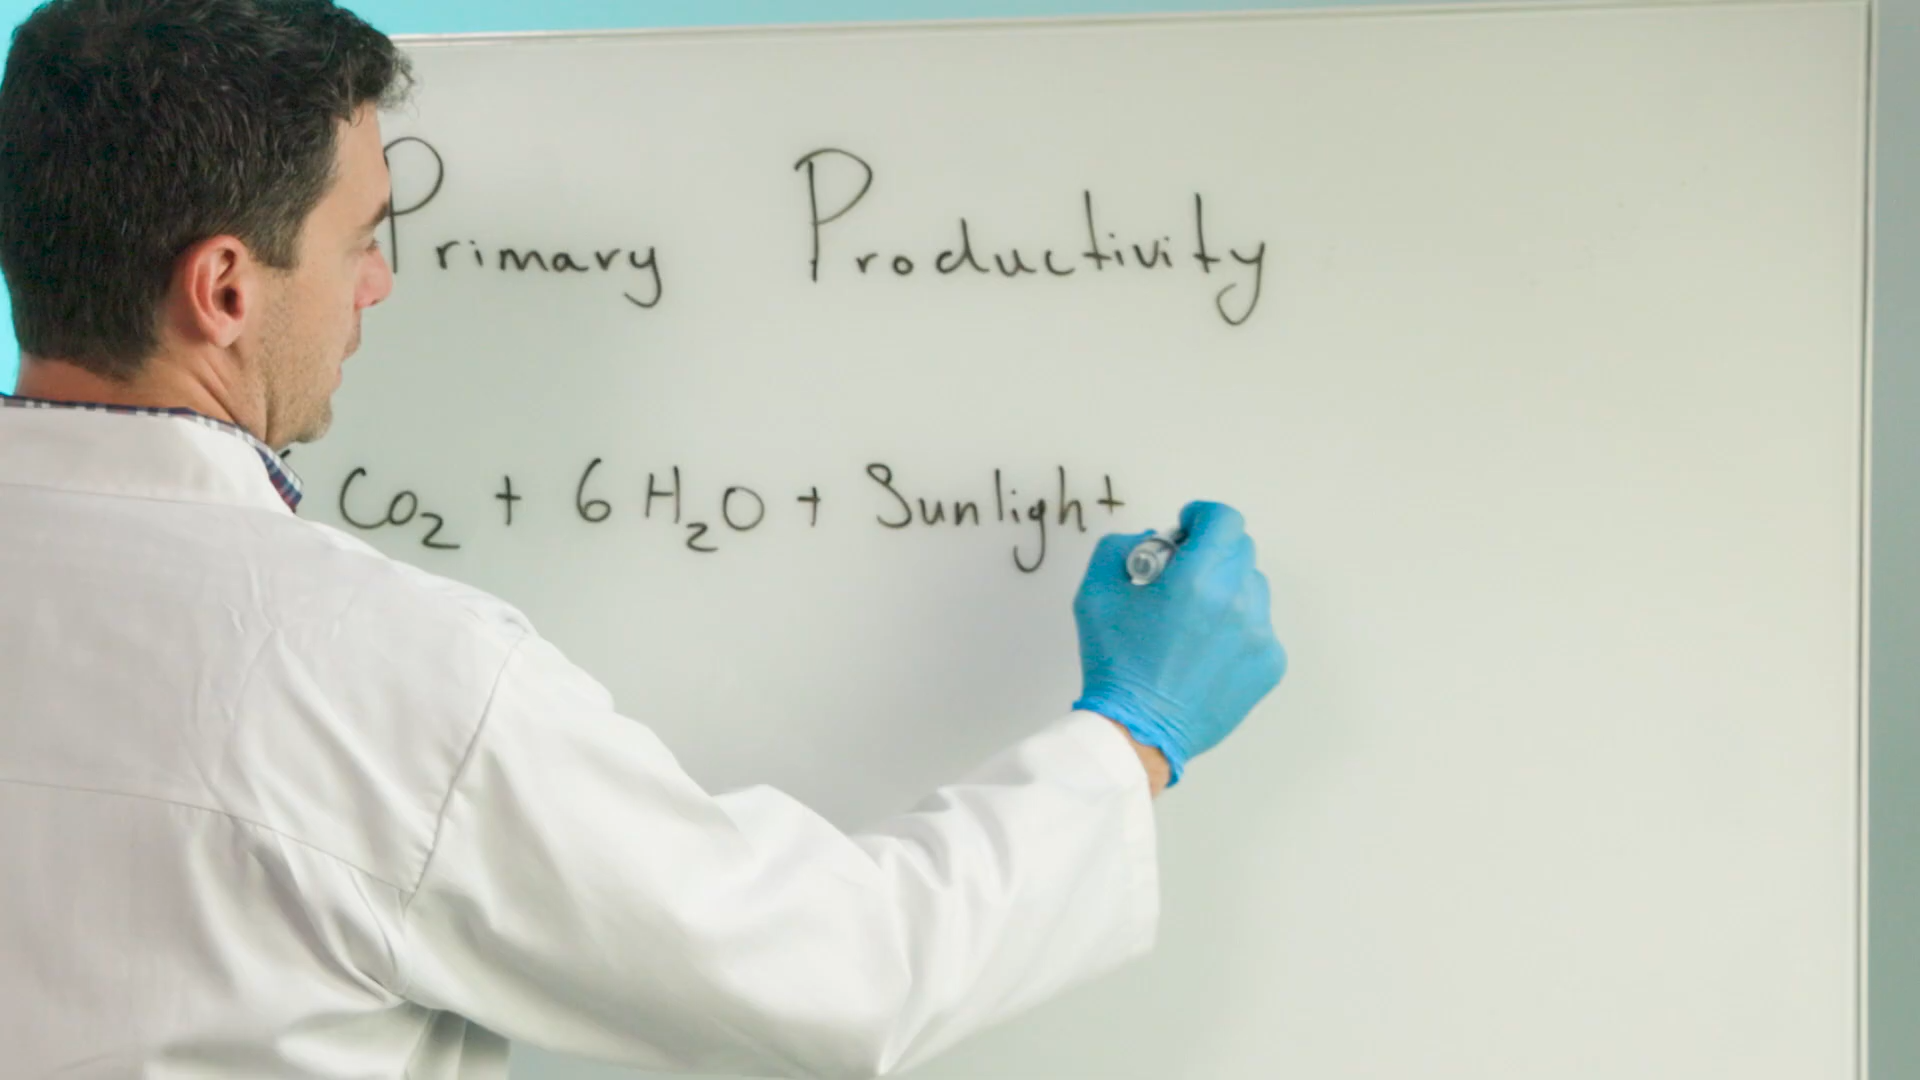 Primary Productivity
CO₂ + 6 H₂O + Sunlight